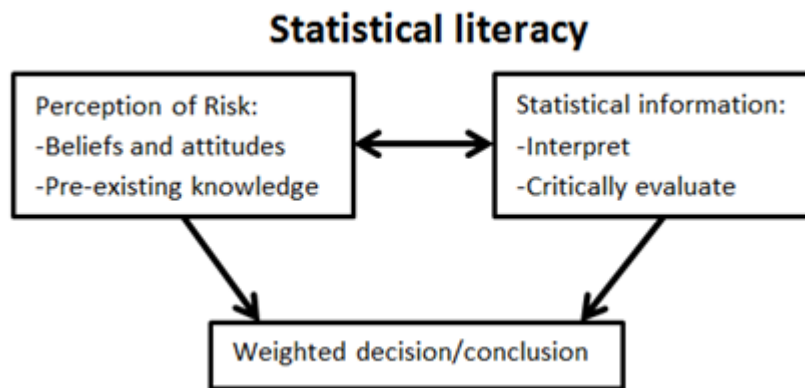 Statistical literacy
Perception of Risk:
-Beliefs and attitudes
-Pre-existing knowledge
Statistical information:
-Interpret
-Critically evaluate
Weighted decision/conclusion